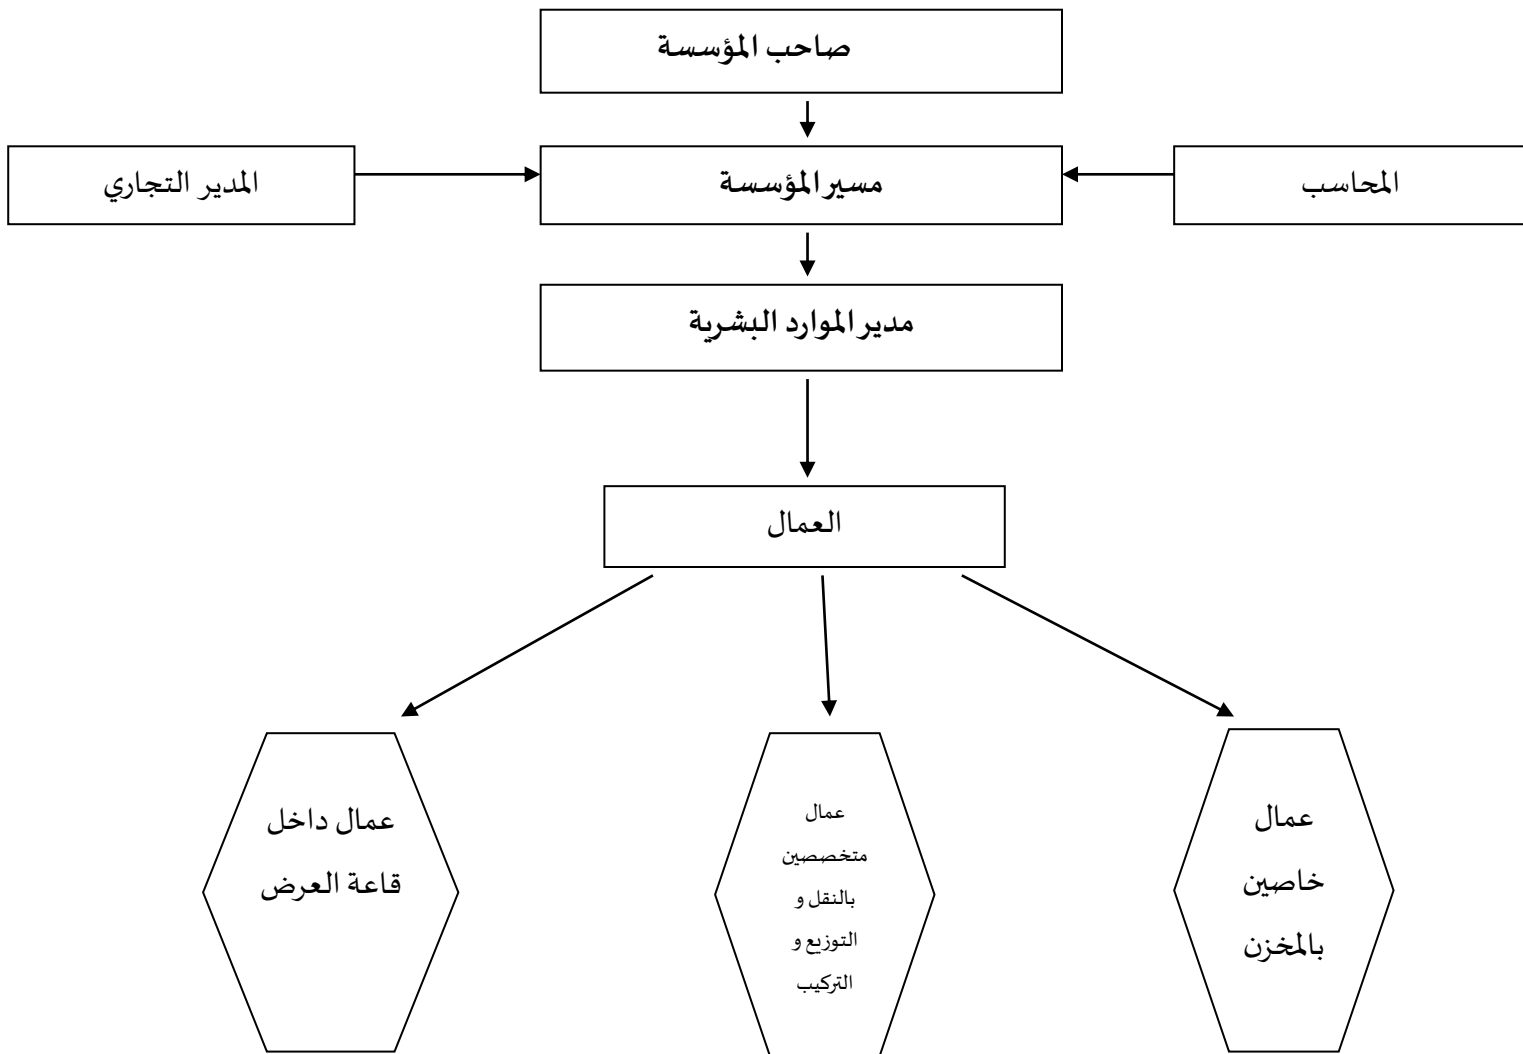 صاحب المؤسسة
المحاسب
مسير المؤسسة
المدير التجاري
مدير الموارد البشرية
العمال
عمال
خاصين
بالمخزن
عمال
متخصصين
بالنقل و
التوزيع و
التركيب
عمال داخل
قاعة العرض